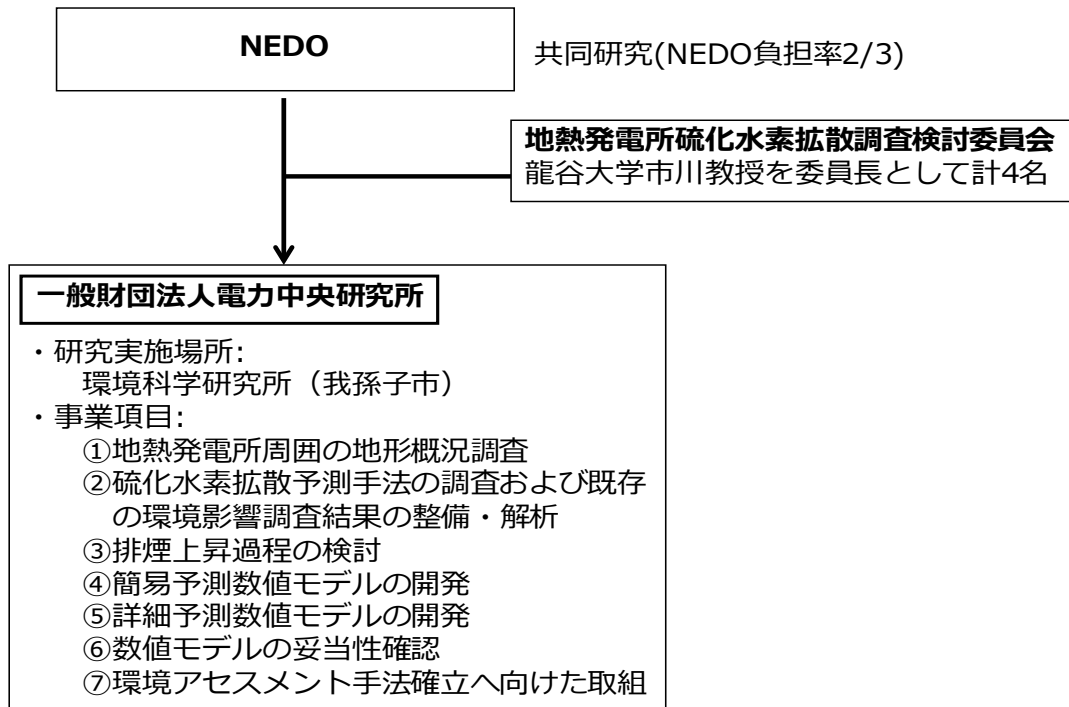 NEDO
共同研究(NEDO負担率2/3)
地熱発電所硫化水素拡散調査検討委員会
龍谷大学市川教授を委員長として計4名
一般財団法人電力中央研究所
・研究実施場所:
環境科学研究所（我孫子市）
・事業項目:
①地熱発電所周囲の地形概況調査
②硫化水素拡散予測手法の調査および既存
の環境影響調査結果の整備・解析
③排煙上昇過程の検討
④簡易予測数値モデルの開発
⑤詳細予測数値モデルの開発
⑥数値モデルの妥当性確認
⑦環境アセスメント手法確立へ向けた取組